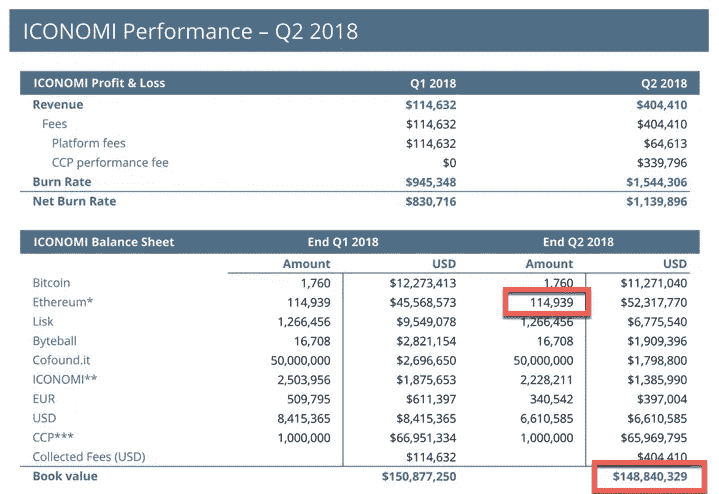 ICONOMI Performance – Q2 2018
ICONOMI Profit & Loss Q1 2018 Q2 2018
Revenue $114,632 $404,410
Fees $114,632 $404,410
Platform fees $114,632 $64,613
CCP performance fee $0 $339,796
Burn Rate $945,348 $1,544,306
Net Burn Rate $830,716 $1,139,896
ICONOMI Balance Sheet End Q1 2018 End Q2 2018
Amount USD Amount USD
Bitcoin 1,760 $12,273,413 1,760 $11,271,040
Ethereum* 114,939 $45,568,573 114,939 $52,317,770
Lisk 1,266,456 $9,549,078 1,266,456 $6,775,540
Byteball 16,708 $2,821,154 16,708 $1,909,396
Cofound.it 50,000,000 $2,696,650 50,000,000 $1,798,800
ICONOMI** 2,503,956 $1,875,653 2,228,211 $1,385,990
EUR 509,795 $611,397 340,542 $397,004
USD 8,415,365 $8,415,365 6,610,585 $6,610,585
CCP*** 1,000,000 $66,951,334 1,000,000 $65,969,795
Collected Fees (USD) $114,632 $404,410
Book value $150,877,250 $148,840,329